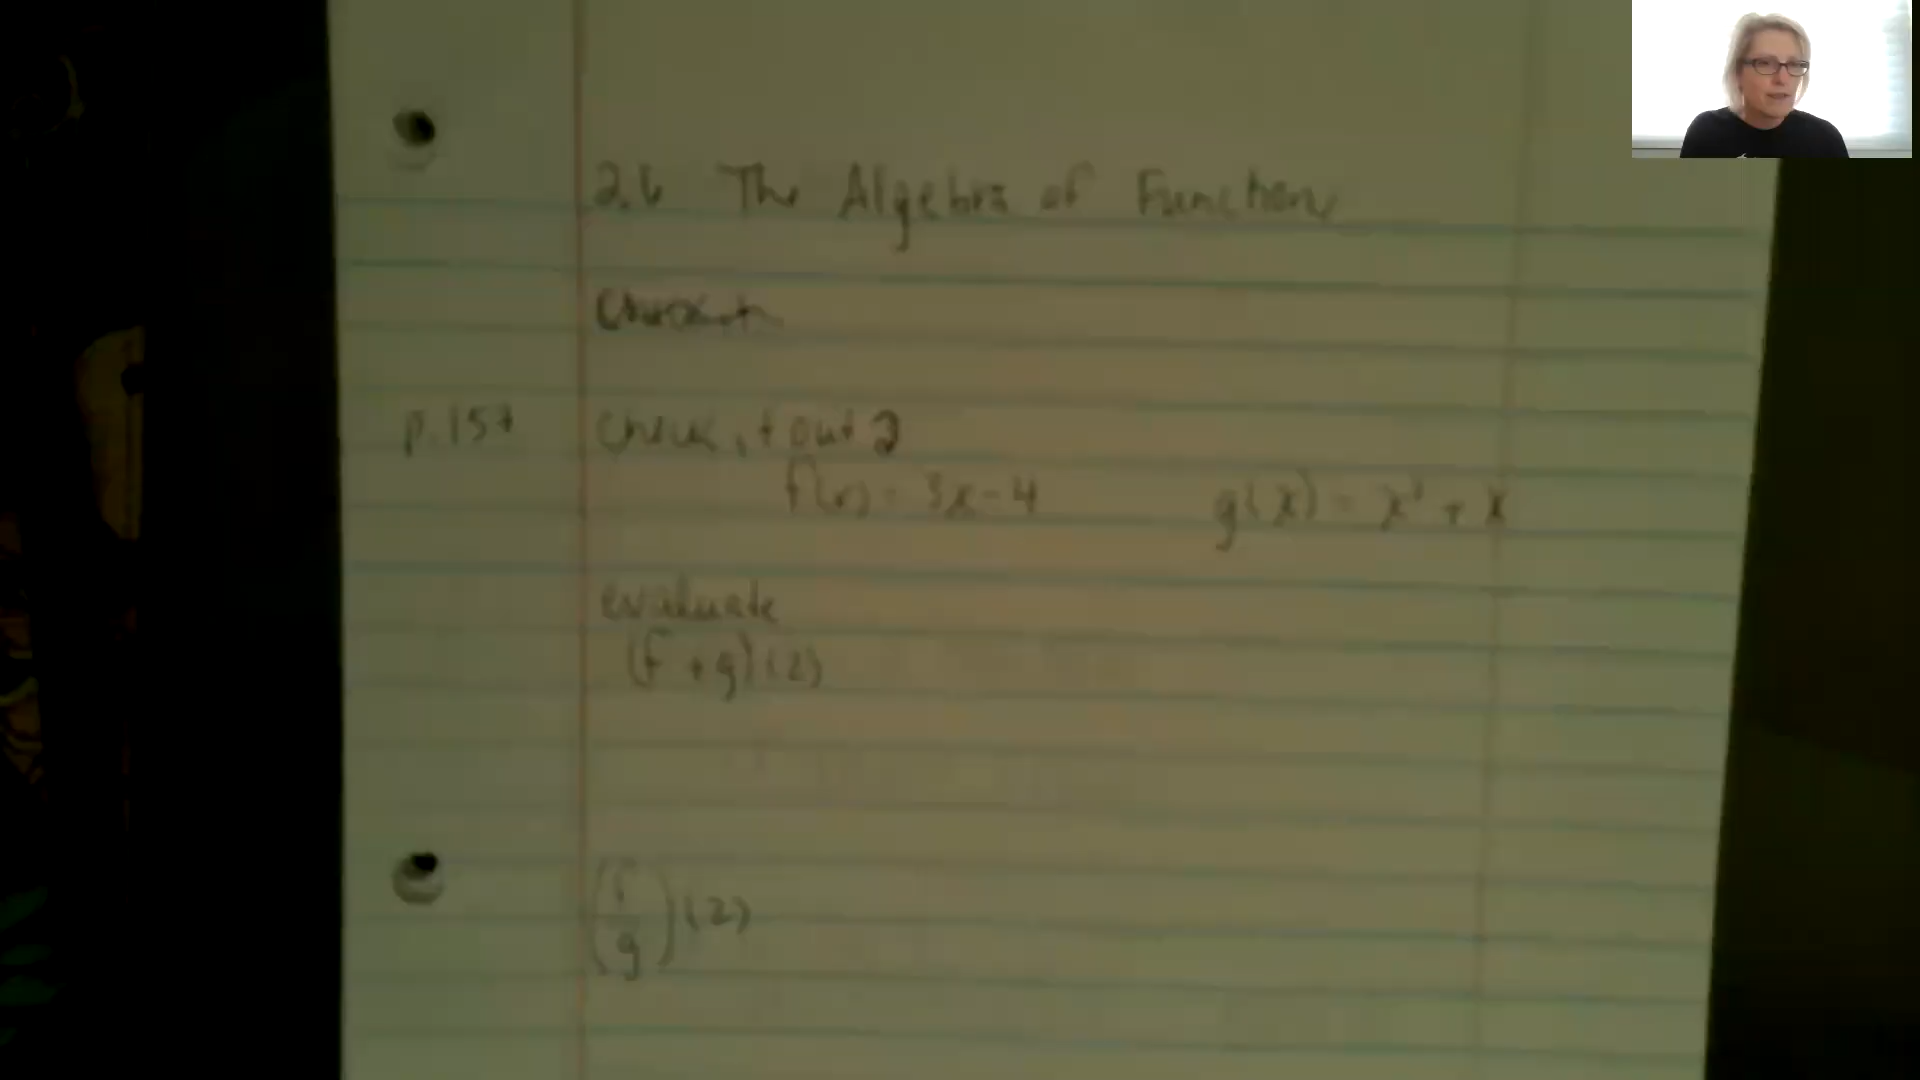 2.6 The Algebra of Functions
p.157 Check it out 2
f(x) = 3x - 4 g(x) = x² + x
evaluate
(f + g)(2)
(f/g)(2)